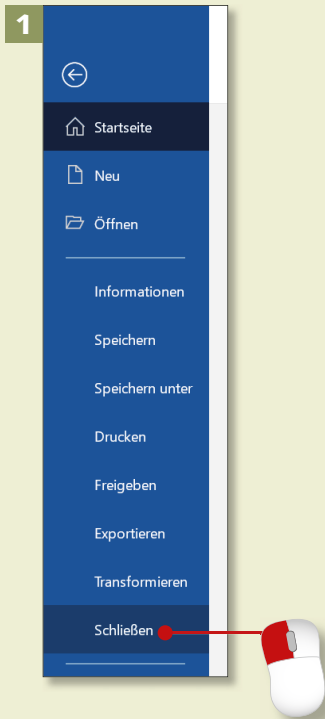 1
Startseite
Neu
Öffnen
Informationen
Speichern
Speichern unter
Drucken
Freigeben
Exportieren
Transformieren
Schließen